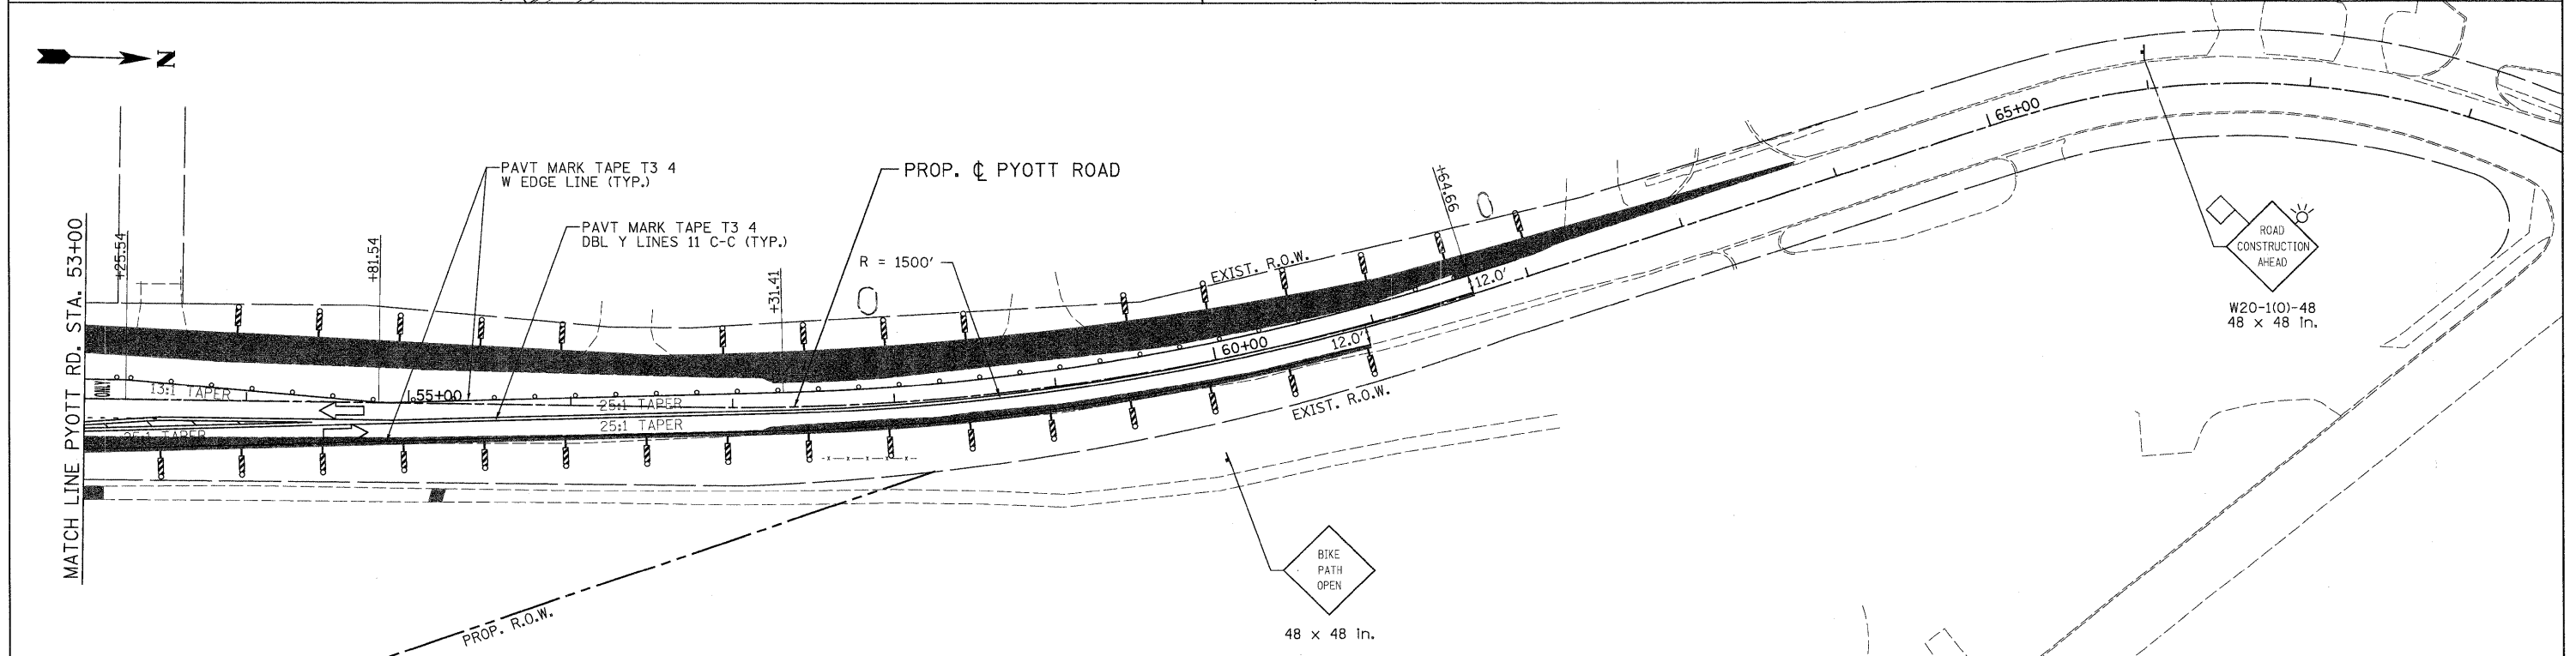 N
PAVT MARK TAPE T3 4
W EDGE LINE (TYP.)
PAVT MARK TAPE T3 4
DBL Y LINES 11 C-C (TYP.)
PROP. ℄ PYOTT ROAD
R = 1500'
MATCH LINE PYOTT RD. STA. 53+00
+25.54
+81.54
+31.41
+64.66
EXIST. R.O.W.
12.0'
65+00
ONLY
13:1 TAPER
55+00
25:1 TAPER
25:1 TAPER
25:1 TAPER
60+00
12.0'
EXIST. R.O.W.
PROP. R.O.W.
ROAD
CONSTRUCTION
AHEAD
W20-1(O)-48
48 x 48 in.
BIKE
PATH
OPEN
48 x 48 in.